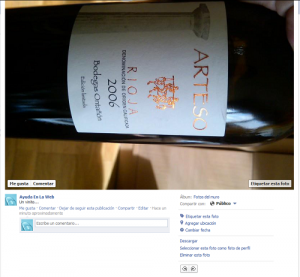 ARTESO
RIOJA
DENOMINACIÓN DE ORIGEN CALIFICADA
2006
Bodegas Ontañón
Me gusta Comentar
Etiquetar esta foto
Ayuda En La Web
Un vinito...
Me gusta · Comentar · Dejar de seguir esta publicación · Compartir · Editar · Hace un minuto aproximadamente
Escribe un comentario...
Álbum: Fotos del muro
Compartir con: Público
Etiquetar esta foto
Agregar ubicación
Cambiar fecha
Descargar
Seleccionar esta foto como foto de perfil
Eliminar esta foto